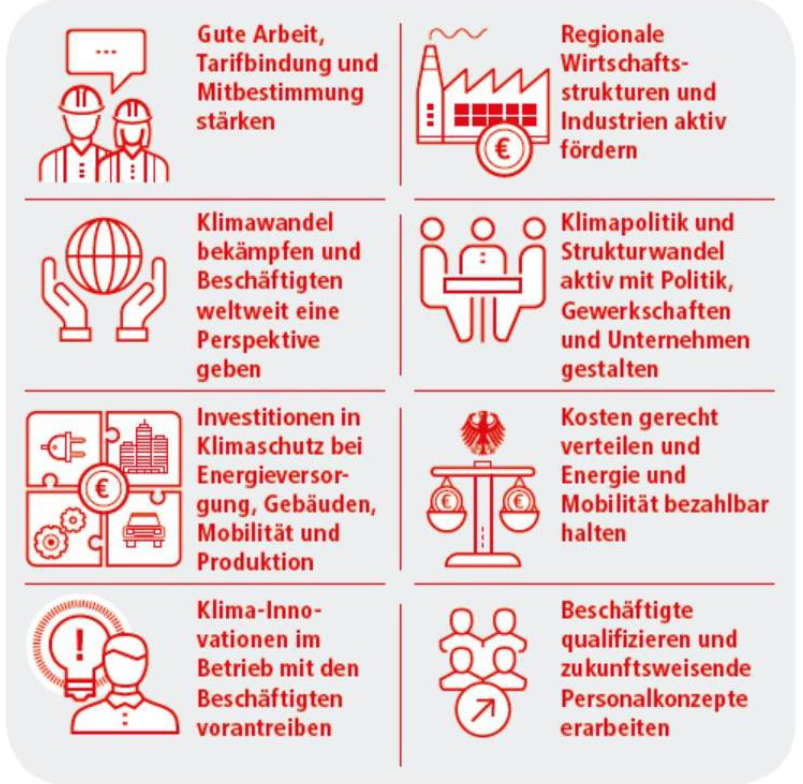 Gute Arbeit,
Tarifbindung und
Mitbestimmung
stärken
Regionale
Wirtschafts-
strukturen und
Industrien aktiv
fördern
€
Klimawandel
bekämpfen und
Beschäftigten
weltweit eine
Perspektive
geben
Klimapolitik und
Strukturwandel
aktiv mit Politik,
Gewerkschaften
und Unternehmen
gestalten
€
Investitionen in
Klimaschutz bei
Energieversor-
gung, Gebäuden,
Mobilität und
Produktion
€ €
Kosten gerecht
verteilen und
Energie und
Mobilität bezahlbar
halten
!
Klima-Inno-
vationen im
Betrieb mit den
Beschäftigten
vorantreiben
Beschäftigte
qualifizieren und
zukunftsweisende
Personalkonzepte
erarbeiten